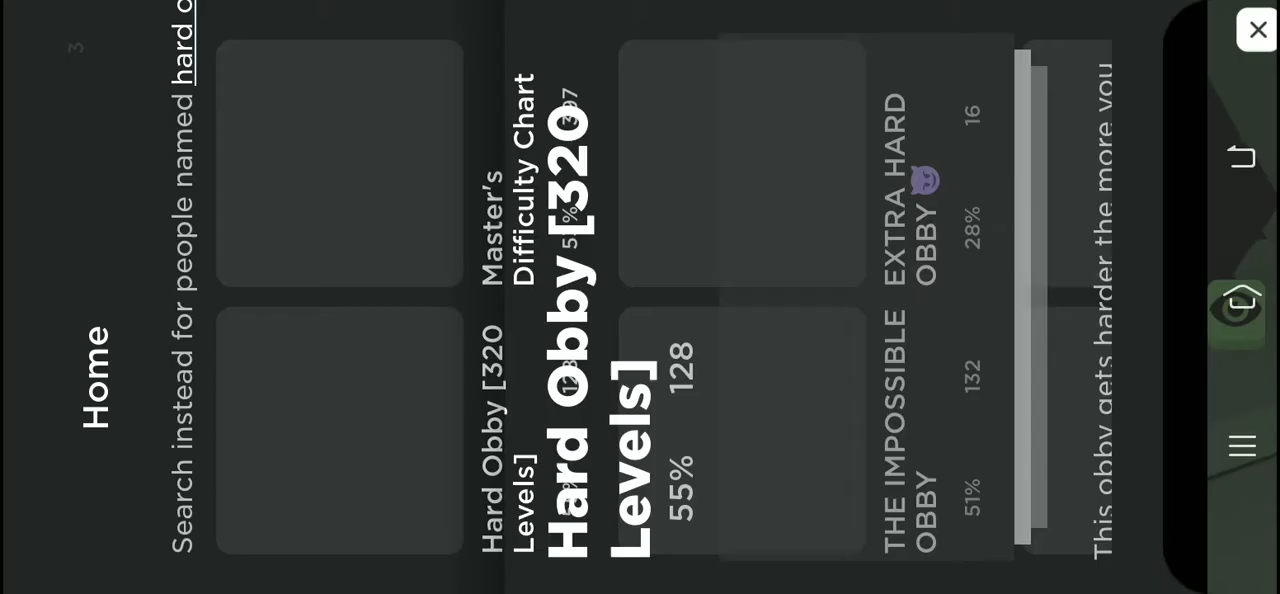 3
Home
Search instead for people named hard o
Hard Obby [320
Levels]
Master's
Difficulty Chart
Hard Obby [320
Levels]
55% 128
THE IMPOSSIBLE
OBBY
51% 132
EXTRA HARD
OBBY😈
28% 16
This obby gets harder the more you